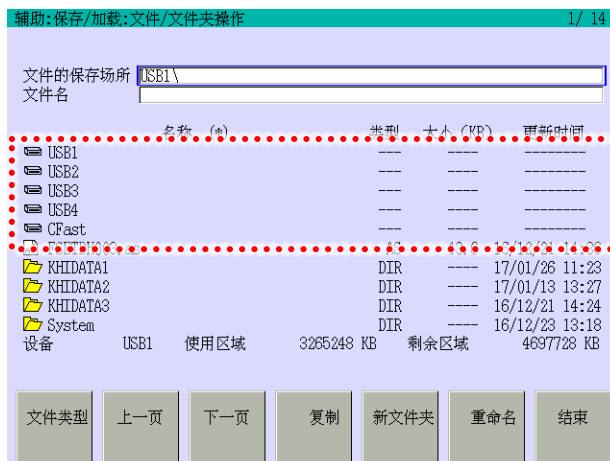 辅助:保存/加载:文件/文件夹操作 1/ 14
文件的保存场所 USB1\
文件名
名称 (*) 类型 大小 (KB) 更新时间
USB1 --- ---- --------
USB2 --- ---- --------
USB3 --- ---- --------
USB4 --- ---- --------
CFast --- ---- --------
AS 16/12/21
KHIDATA1 DIR ---- 17/01/26 11:23
KHIDATA2 DIR ---- 17/01/13 13:27
KHIDATA3 DIR ---- 16/12/21 14:24
System DIR ---- 16/12/23 13:18
设备 USB1 使用区域 3265248 KB 剩余区域 4697728 KB
文件类型 上一页 下一页 复制 新文件夹 重命名 结束